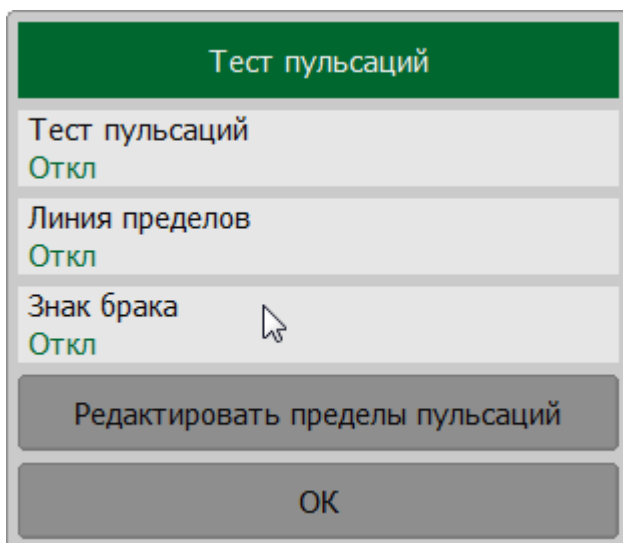 Тест пульсаций
Тест пульсаций
Откл
Линия пределов
Откл
Знак брака
Откл
Редактировать пределы пульсаций
ОК